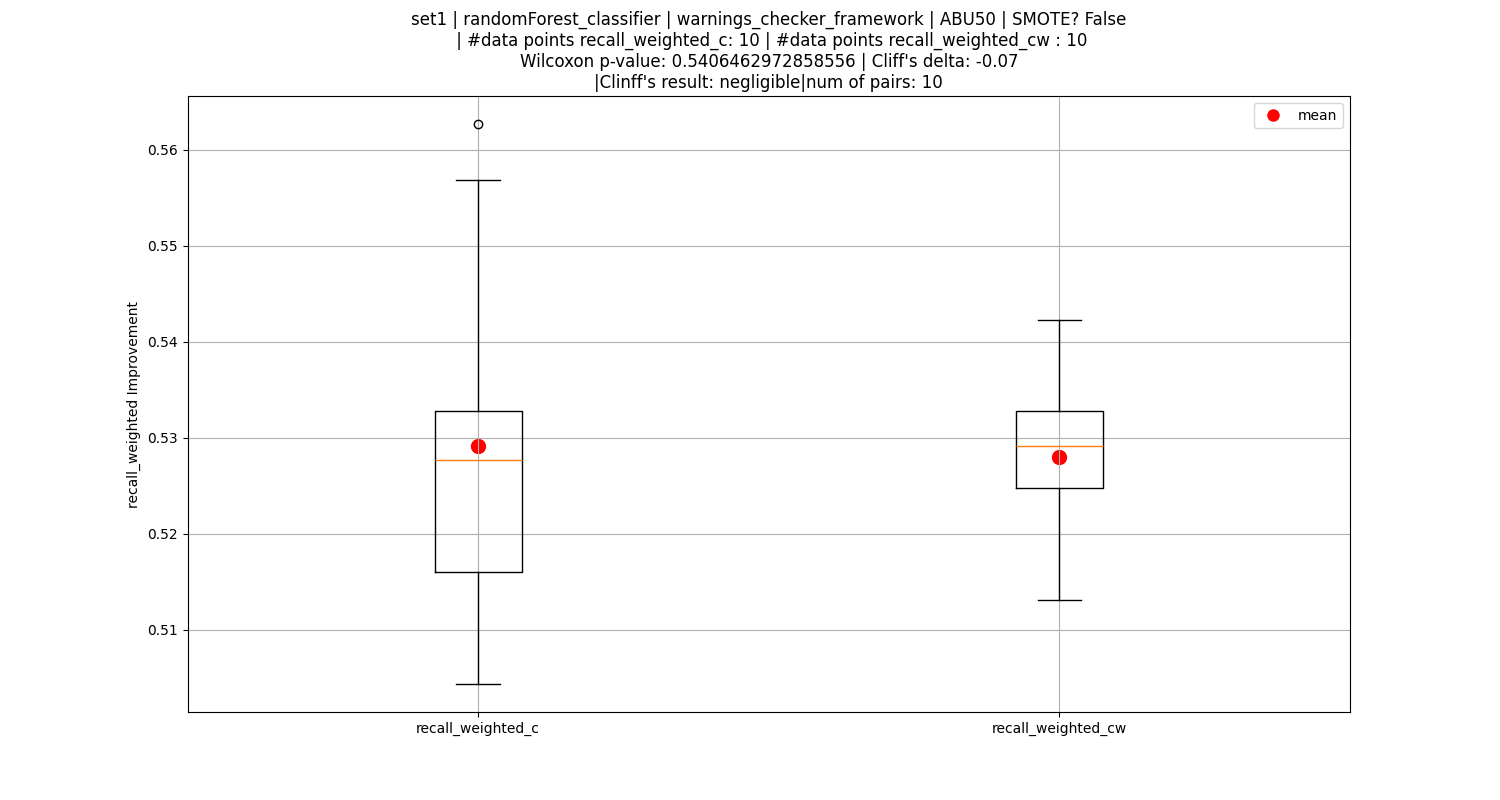 set1 | randomForest_classifier | warnings_checker_framework | ABU50 | SMOTE? False
| #data points recall_weighted_c: 10 | #data points recall_weighted_cw : 10
Wilcoxon p-value: 0.5406462972858556 | Cliff's delta: -0.07
|Clinff's result: negligible|num of pairs: 10
mean
0.56
0.55
0.54
0.53
0.52
0.51
recall_weighted Improvement
recall_weighted_c
recall_weighted_cw